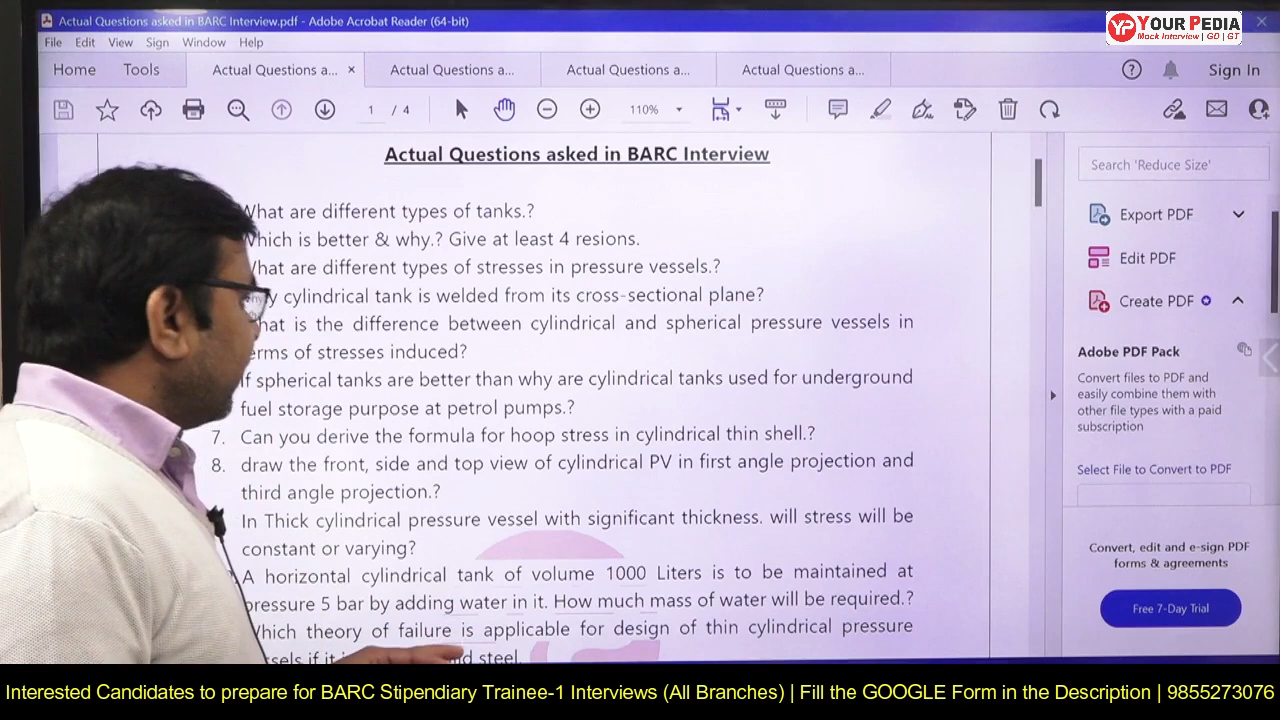 Actual Questions asked in BARC Interview.pdf - Adobe Acrobat Reader (64-bit)
YP YOUR PEDIA
Mock Interview | GD | GT
File Edit View Sign Window Help
Home Tools Actual Questions a... × Actual Questions a... Actual Questions a... Actual Questions a... Sign In
1 / 4 110%
Actual Questions asked in BARC Interview
What are different types of tanks.?
Which is better & why.? Give at least 4 resions.
What are different types of stresses in pressure vessels.?
Why cylindrical tank is welded from its cross-sectional plane?
What is the difference between cylindrical and spherical pressure vessels in
terms of stresses induced?
If spherical tanks are better than why are cylindrical tanks used for underground
fuel storage purpose at petrol pumps.?
7. Can you derive the formula for hoop stress in cylindrical thin shell.?
8. draw the front, side and top view of cylindrical PV in first angle projection and
third angle projection.?
In Thick cylindrical pressure vessel with significant thickness. will stress will be
constant or varying?
A horizontal cylindrical tank of volume 1000 Liters is to be maintained at
pressure 5 bar by adding water in it. How much mass of water will be required.?
Which theory of failure is applicable for design of thin cylindrical pressure
if it steel.
Search 'Reduce Size'
Export PDF
Edit PDF
Create PDF
Adobe PDF Pack
Convert files to PDF and
easily combine them with
other file types with a paid
subscription
Select File to Convert to PDF
Convert, edit and e-sign PDF
forms & agreements
Free 7-Day Trial
Interested Candidates to prepare for BARC Stipendiary Trainee-1 Interviews (All Branches) | Fill the GOOGLE Form in the Description | 9855273076